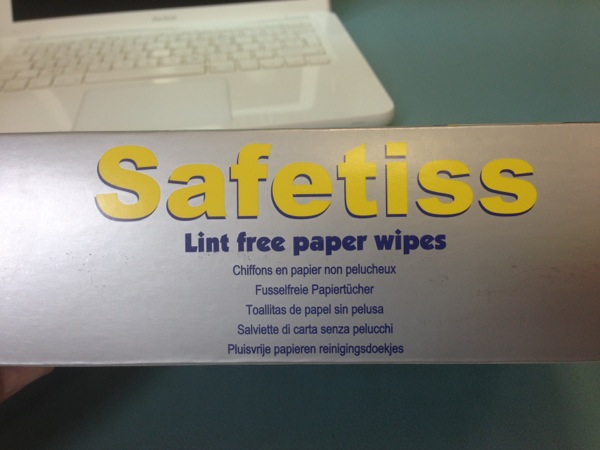 Safetiss
Lint free paper wipes
Chiffons en papier non pelucheux
Fusselfreie Papiertücher
Toallitas de papel sin pelusa
Salviette di carta senza pelucchi
Pluisvrije papieren reinigingsdoekjes